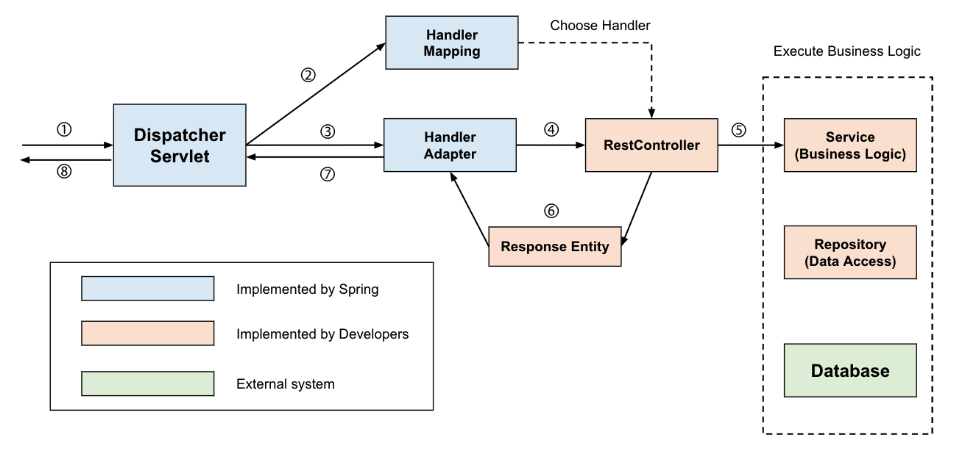 Handler
Mapping
Choose Handler
Execute Business Logic
①
②
Dispatcher
Servlet
③
Handler
Adapter
④
RestController
⑤
Service
(Business Logic)
⑧
⑦
⑥
Response Entity
Repository
(Data Access)
Implemented by Spring
Implemented by Developers
External system
Database